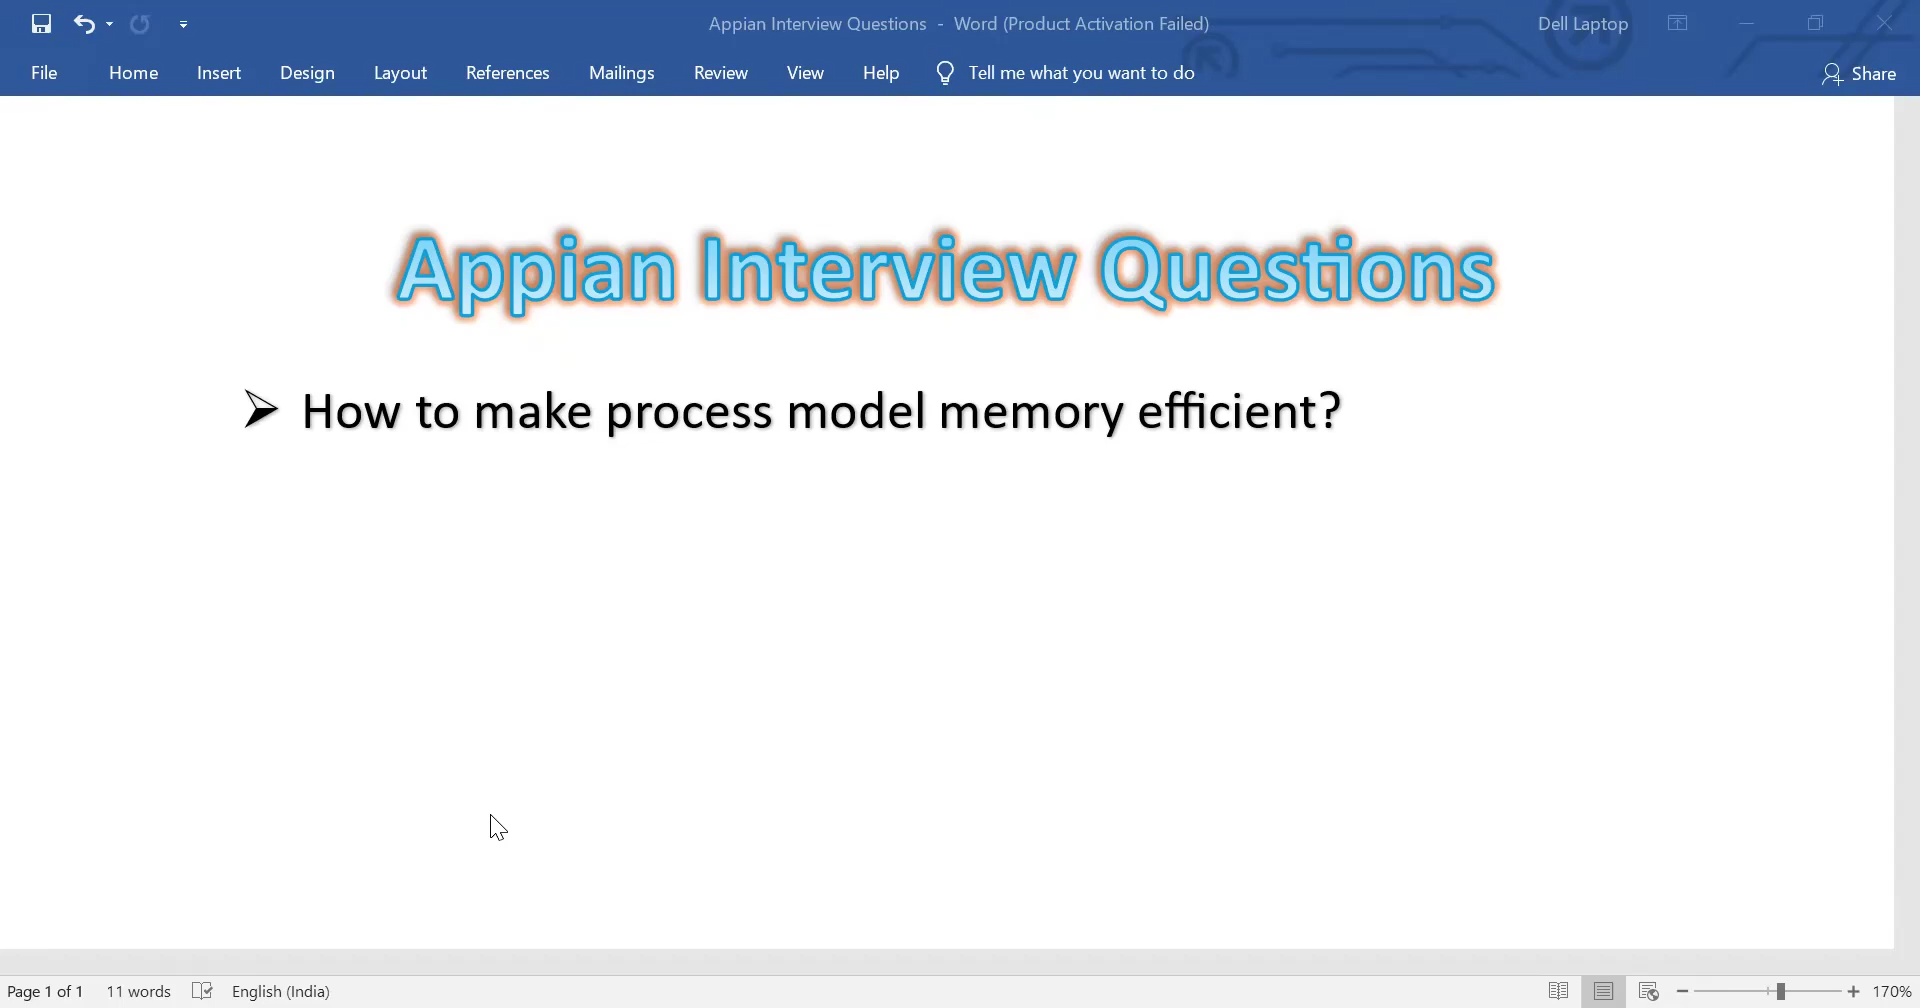 Appian Interview Questions - Word (Product Activation Failed)
Dell Laptop
File Home Insert Design Layout References Mailings Review View Help Tell me what you want to do Share
Appian Interview Questions
How to make process model memory efficient?
Page 1 of 1 11 words English (India) 170%